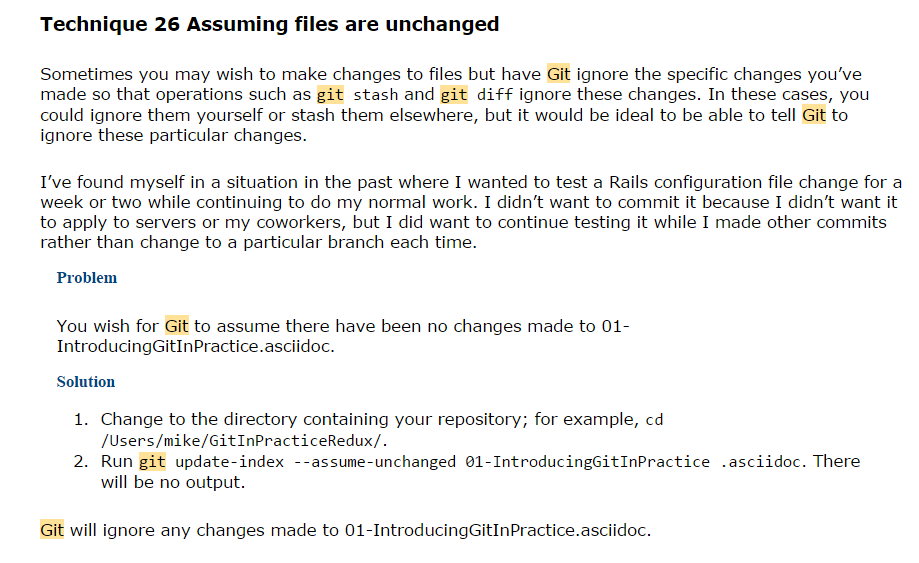 Technique 26 Assuming files are unchanged
Sometimes you may wish to make changes to files but have Git ignore the specific changes you’ve
made so that operations such as git stash and git diff ignore these changes. In these cases, you
could ignore them yourself or stash them elsewhere, but it would be ideal to be able to tell Git to
ignore these particular changes.
I’ve found myself in a situation in the past where I wanted to test a Rails configuration file change for a
week or two while continuing to do my normal work. I didn’t want to commit it because I didn’t want it
to apply to servers or my coworkers, but I did want to continue testing it while I made other commits
rather than change to a particular branch each time.
Problem
You wish for Git to assume there have been no changes made to 01-
IntroducingGitInPractice.asciidoc.
Solution
1. Change to the directory containing your repository; for example, cd
/Users/mike/GitInPracticeRedux/.
2. Run git update-index --assume-unchanged 01-IntroducingGitInPractice .asciidoc. There
will be no output.
Git will ignore any changes made to 01-IntroducingGitInPractice.asciidoc.